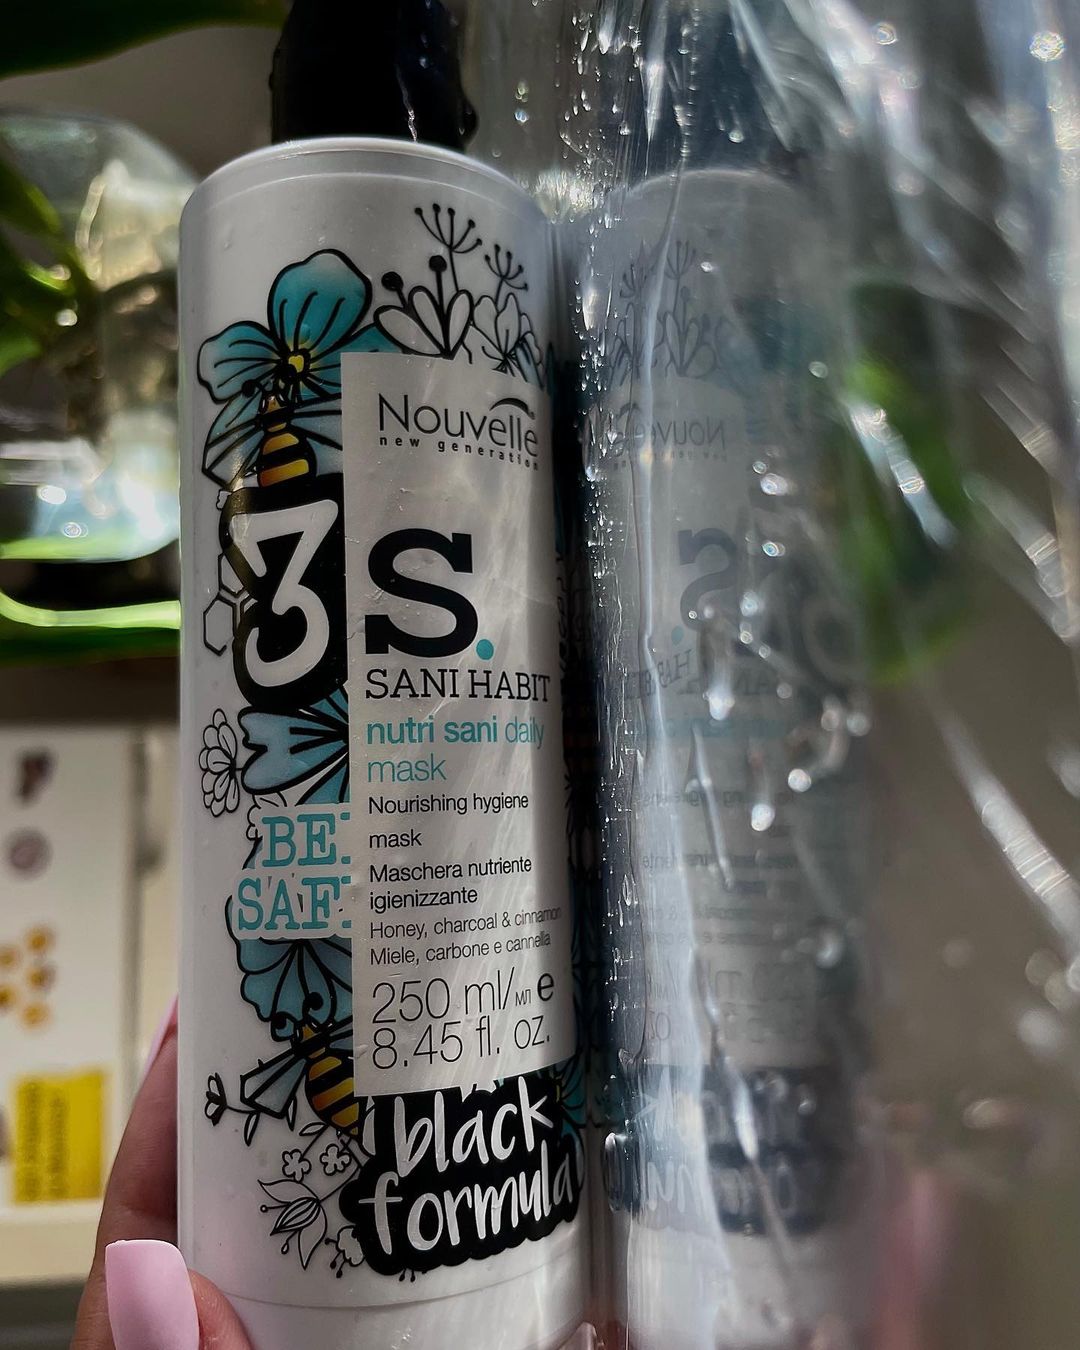 Nouvelle
new generation
3
S.
SANI HABIT
nutri sani daily
mask
Nourishing hygiene
mask
Maschera nutriente
igienizzante
Honey, charcoal & cinnamon
Miele, carbone e cannella
250 ml/мл e
8.45 fl. oz.
black
formula